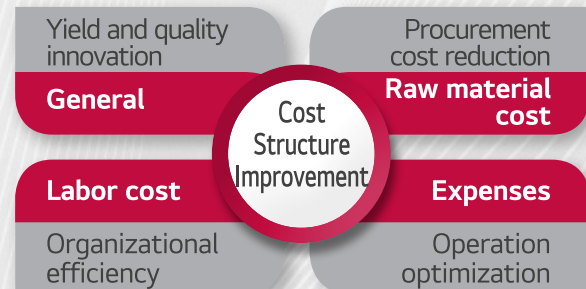 Yield and quality
innovation
General
Procurement
cost reduction
Raw material
cost
Cost
Structure
Improvement
Labor cost
Organizational
efficiency
Expenses
Operation
optimization